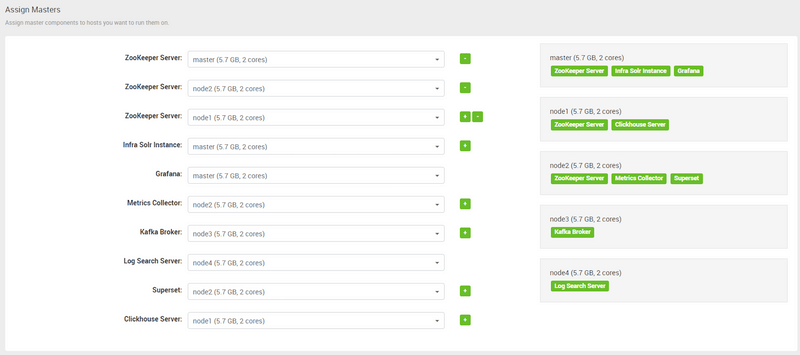 Assign Masters
Assign master components to hosts you want to run them on.
ZooKeeper Server: master (5.7 GB, 2 cores) -
ZooKeeper Server: node2 (5.7 GB, 2 cores) -
ZooKeeper Server: node1 (5.7 GB, 2 cores) + -
Infra Solr Instance: master (5.7 GB, 2 cores) +
Grafana: master (5.7 GB, 2 cores)
Metrics Collector: node2 (5.7 GB, 2 cores) +
Kafka Broker: node3 (5.7 GB, 2 cores) +
Log Search Server: node4 (5.7 GB, 2 cores)
Superset: node2 (5.7 GB, 2 cores) +
Clickhouse Server: node1 (5.7 GB, 2 cores) +
master (5.7 GB, 2 cores)
ZooKeeper Server Infra Solr Instance Grafana
node1 (5.7 GB, 2 cores)
ZooKeeper Server Clickhouse Server
node2 (5.7 GB, 2 cores)
ZooKeeper Server Metrics Collector Superset
node3 (5.7 GB, 2 cores)
Kafka Broker
node4 (5.7 GB, 2 cores)
Log Search Server